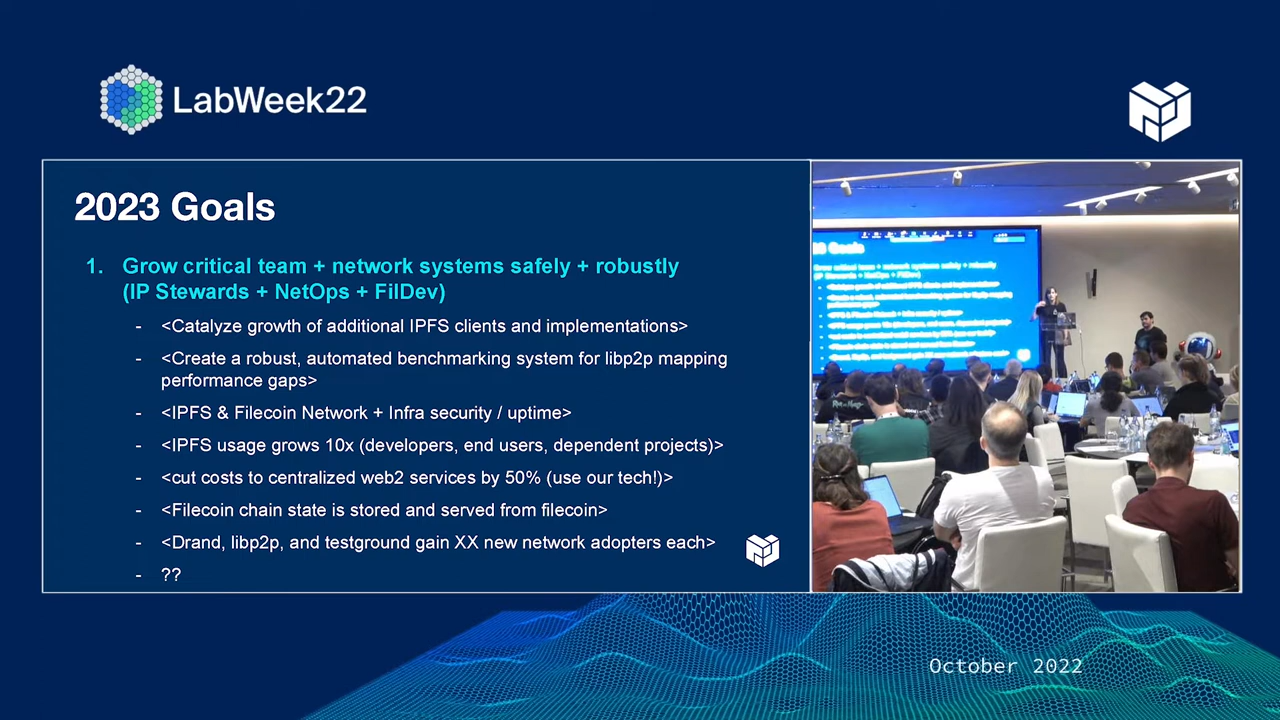 LabWeek22
2023 Goals
1. Grow critical team + network systems safely + robustly
(IP Stewards + NetOps + FilDev)
- <Catalyze growth of additional IPFS clients and implementations>
- <Create a robust, automated benchmarking system for libp2p mapping
performance gaps>
- <IPFS & Filecoin Network + Infra security / uptime>
- <IPFS usage grows 10x (developers, end users, dependent projects)>
- <cut costs to centralized web2 services by 50% (use our tech!)>
- <Filecoin chain state is stored and served from filecoin>
- <Drand, libp2p, and testground gain XX new network adopters each>
- ??
October 2022